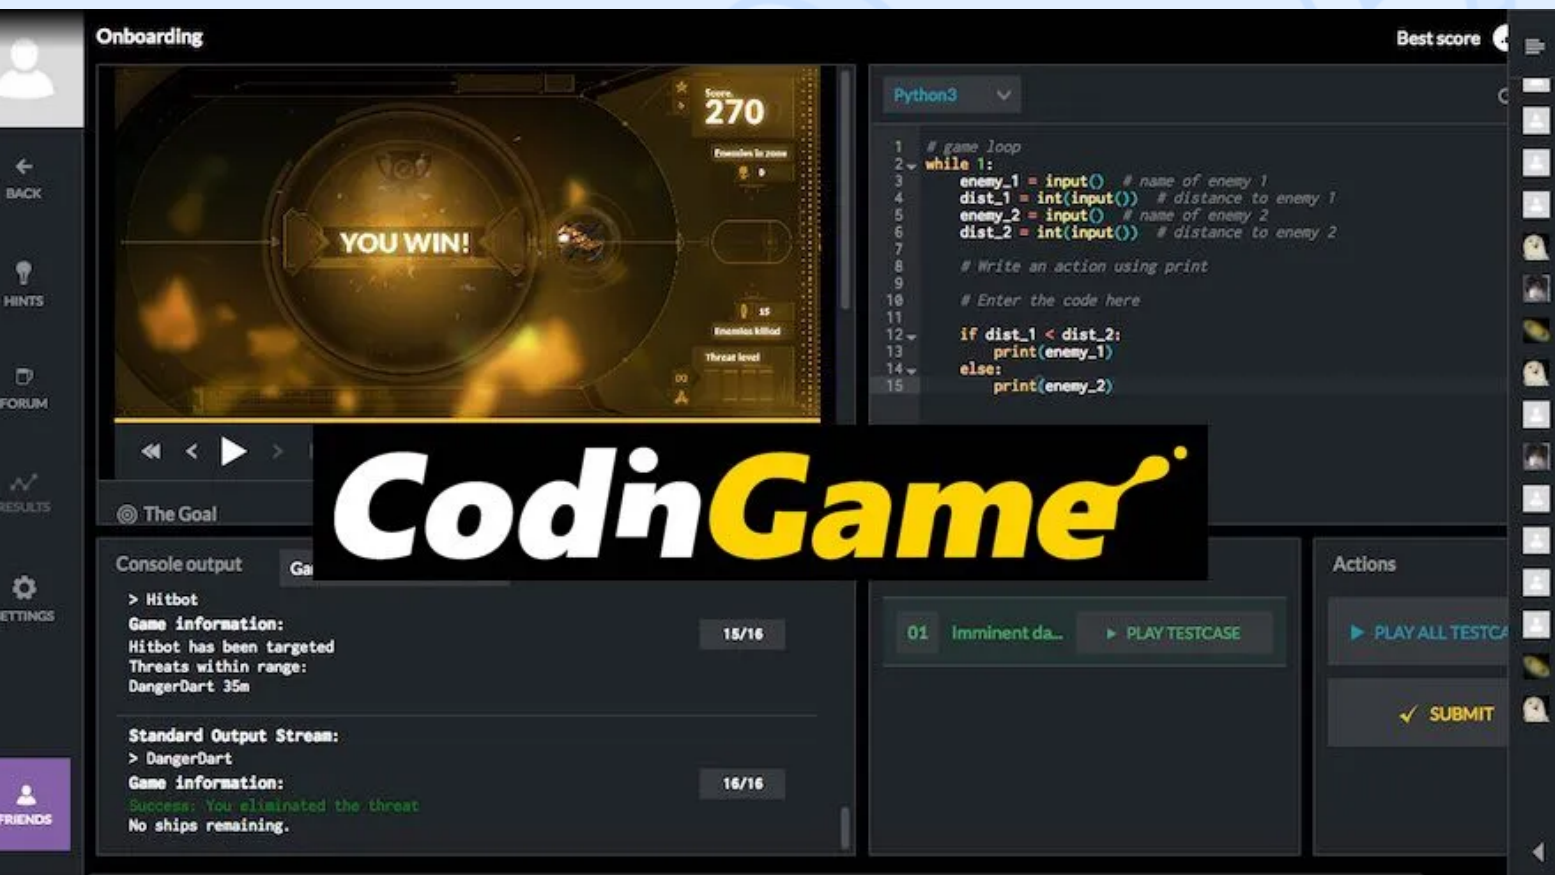 Onboarding
Best score
BACK
HINTS
FORUM
RESULTS
SETTINGS
FRIENDS
Score
270
Enemies in zone
0
YOU WIN!
15
Enemies killed
Threat level
The Goal
Python3
1 # game loop
2 while 1:
3 enemy_1 = input() # name of enemy 1
4 dist_1 = int(input()) # distance to enemy 1
5 enemy_2 = input() # name of enemy 2
6 dist_2 = int(input()) # distance to enemy 2
7
8 # Write an action using print
9
10 # Enter the code here
11
12 if dist_1 < dist_2:
13 print(enemy_1)
14 else:
15 print(enemy_2)
CodinGame
Console output
> Hitbot
Game information:
Hitbot has been targeted
Threats within range:
DangerDart 35m
15/16
Standard Output Stream:
> DangerDart
Game information:
Success: You eliminated the threat
No ships remaining.
16/16
01 Imminent da... PLAY TESTCASE
Actions
PLAY ALL TESTCA
SUBMIT